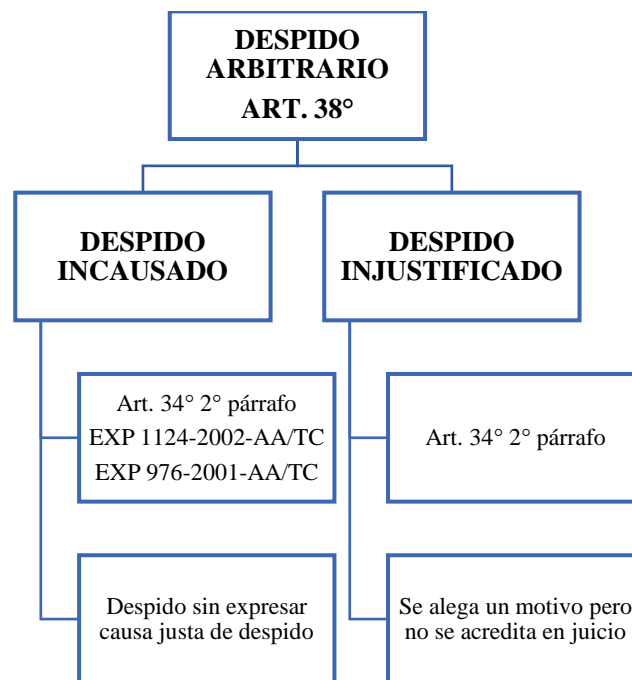 DESPIDO
ARBITRARIO
ART. 38°
DESPIDO
INCAUSADO
DESPIDO
INJUSTIFICADO
Art. 34° 2° párrafo
EXP 1124-2002-AA/TC
EXP 976-2001-AA/TC
Art. 34° 2° párrafo
Despido sin expresar
causa justa de despido
Se alega un motivo pero
no se acredita en juicio